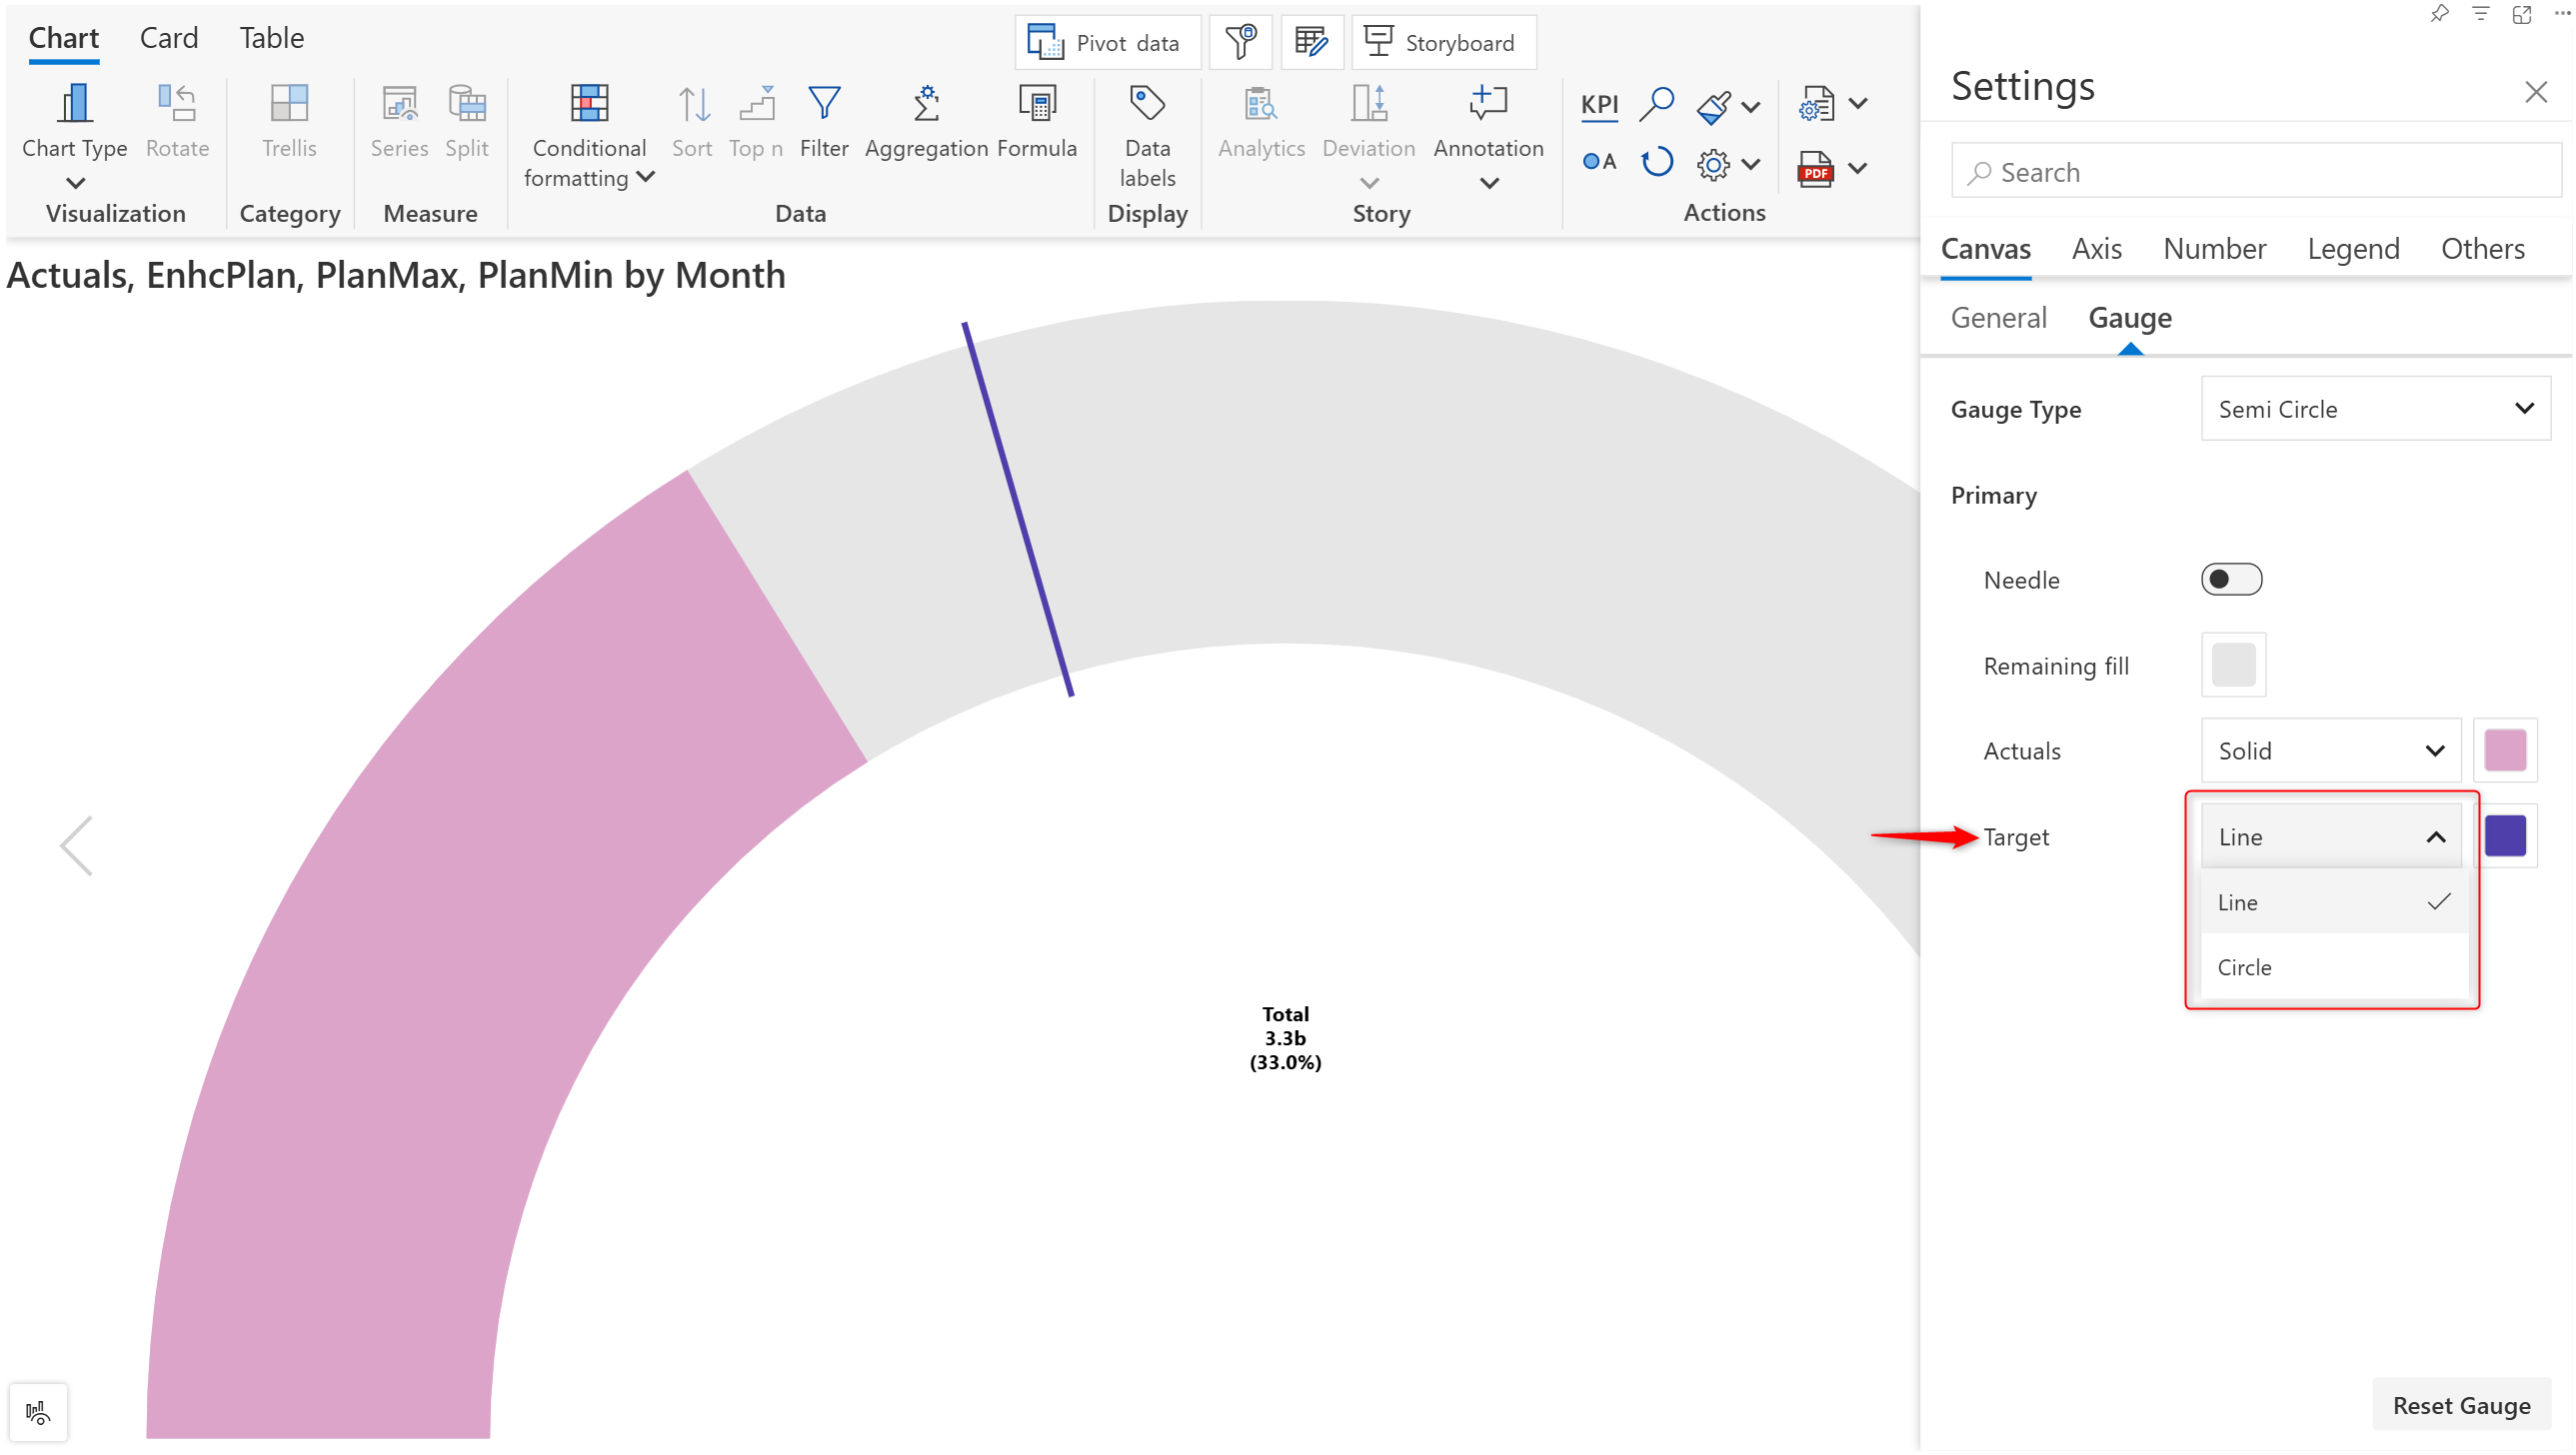 Chart Card Table
Pivot data
Storyboard
Chart Type
Rotate
Trellis
Series
Split
Conditional
formatting
Sort
Top n
Filter
Aggregation
Formula
Data
labels
Analytics
Deviation
Annotation
KPI
A
PDF
Visualization
Category
Measure
Data
Display
Story
Actions
Actuals, EnhcPlan, PlanMax, PlanMin by Month
Total
3.3b
(33.0%)
Settings
Search
Canvas Axis Number Legend Others
General Gauge
Gauge Type Semi Circle
Primary
Needle
Remaining fill
Actuals Solid
Target Line
Line
Circle
Reset Gauge